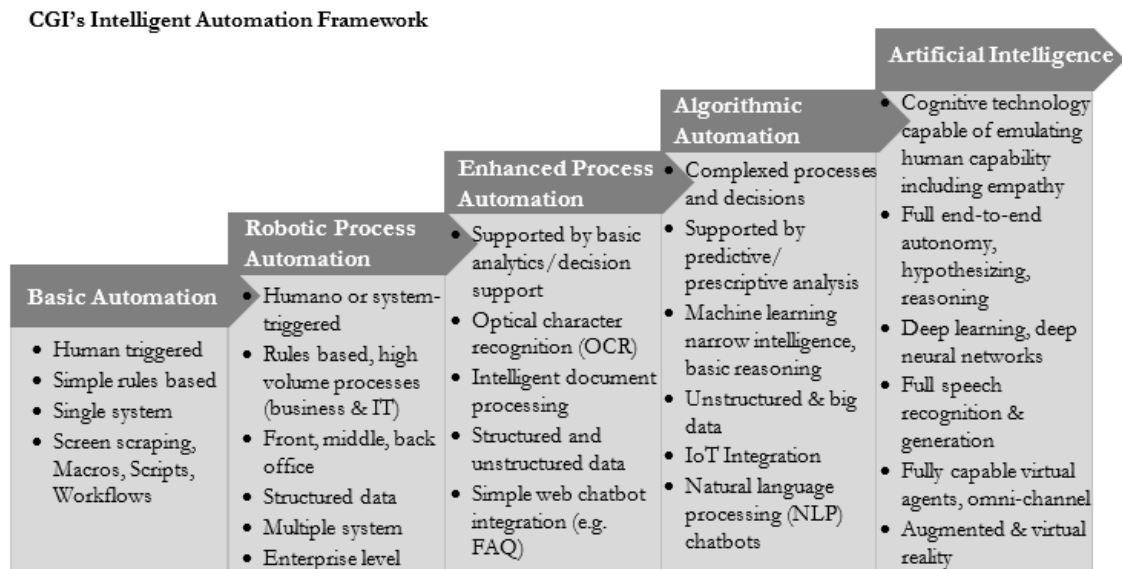 CGI's Intelligent Automation Framework
Basic Automation
• Human triggered
• Simple rules based
• Single system
• Screen scraping,
Macros, Scripts,
Workflows
Robotic Process
Automation
• Humano or system-
triggered
• Rules based, high
volume processes
(business & IT)
• Front, middle, back
office
• Structured data
• Multiple system
• Enterprise level
Enhanced Process
Automation
• Supported by basic
analytics/decision
support
• Optical character
recognition (OCR)
• Intelligent document
processing
• Structured and
unstructured data
• Simple web chatbot
integration (e.g.
FAQ)
Algorithmic
Automation
• Complexed processes
and decisions
• Supported by
predictive/
prescriptive analysis
• Machine learning
narrow intelligence,
basic reasoning
• Unstructured & big
data
• IoT Integration
• Natural language
processing (NLP)
chatbots
Artificial Intelligence
• Cognitive technology
capable of emulating
human capability
including empathy
• Full end-to-end
autonomy,
hypothesizing,
reasoning
• Deep learning, deep
neural networks
• Full speech
recognition &
generation
• Fully capable virtual
agents, omni-channel
• Augmented & virtual
reality